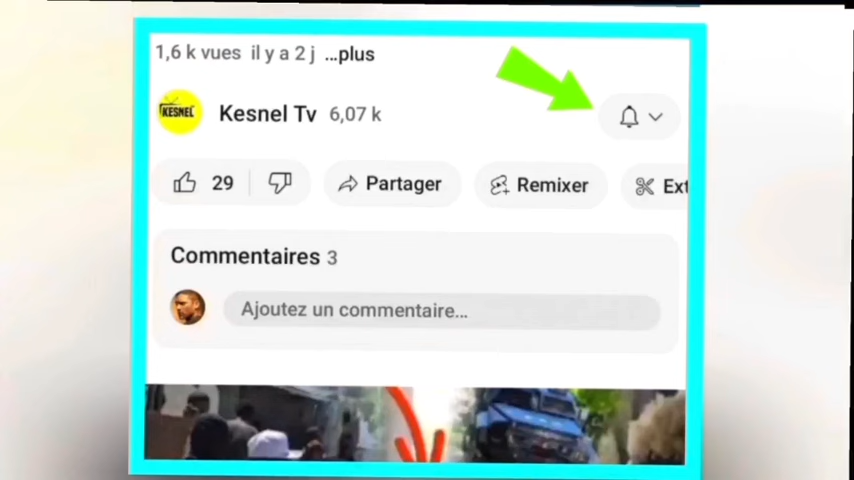 1,6 k vues il y a 2 j ...plus
KESNEL
Kesnel Tv 6,07 k
29 Partager Remixer Ext
Commentaires 3
Ajoutez un commentaire...